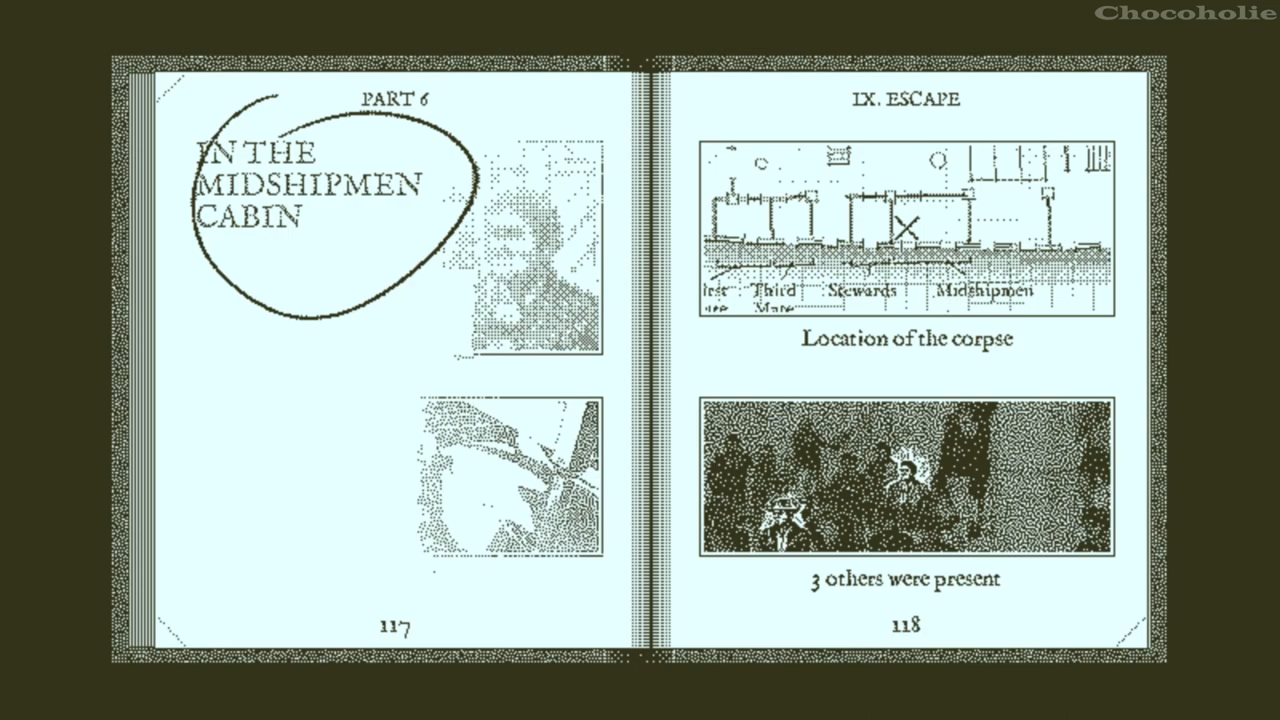 Chocoholie
PART 6
IN THE
MIDSHIPMEN
CABIN
117
IX. ESCAPE
Third Stewards Midshipmen
Mate
Location of the corpse
3 others were present
118